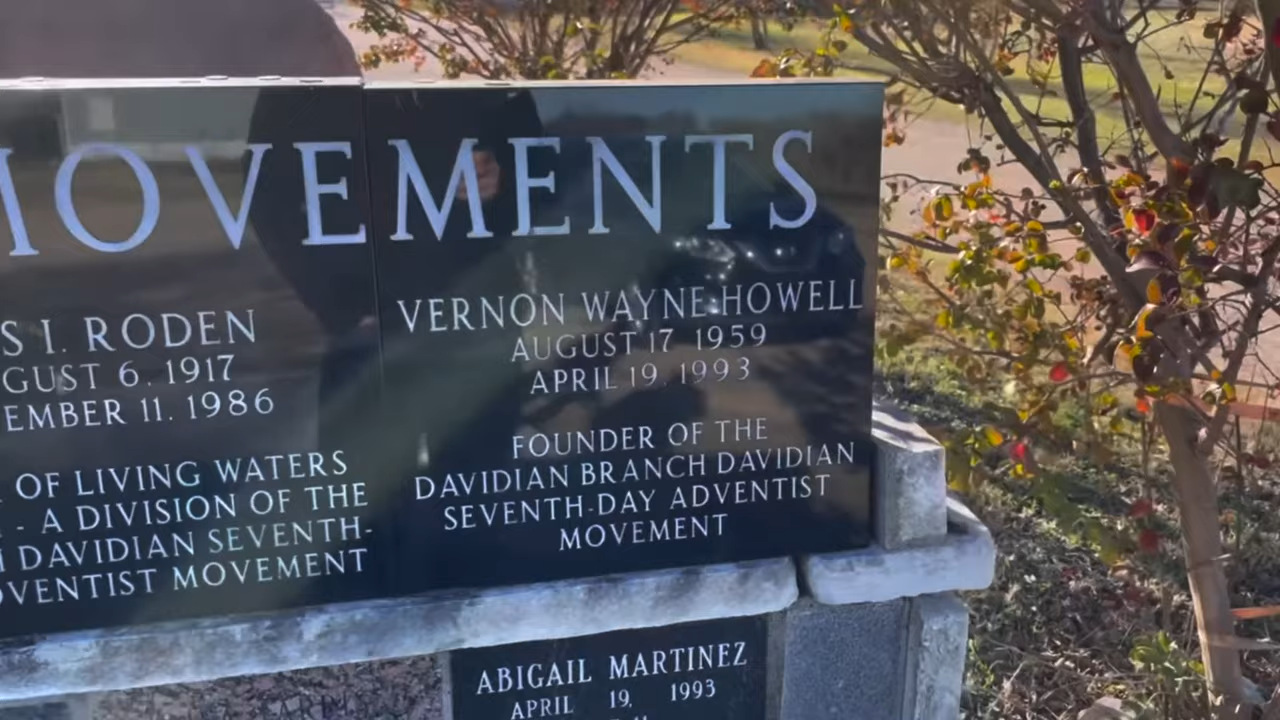 MOVEMENTS
S I. RODEN
GUST 6, 1917
EMBER 11, 1986
OF LIVING WATERS
- A DIVISION OF THE
DAVIDIAN SEVENTH-
VENTIST MOVEMENT
VERNON WAYNE HOWELL
AUGUST 17 1959
APRIL 19, 1993
FOUNDER OF THE
DAVIDIAN BRANCH DAVIDIAN
SEVENTH-DAY ADVENTIST
MOVEMENT
ABIGAIL MARTINEZ
APRIL 19, 1993